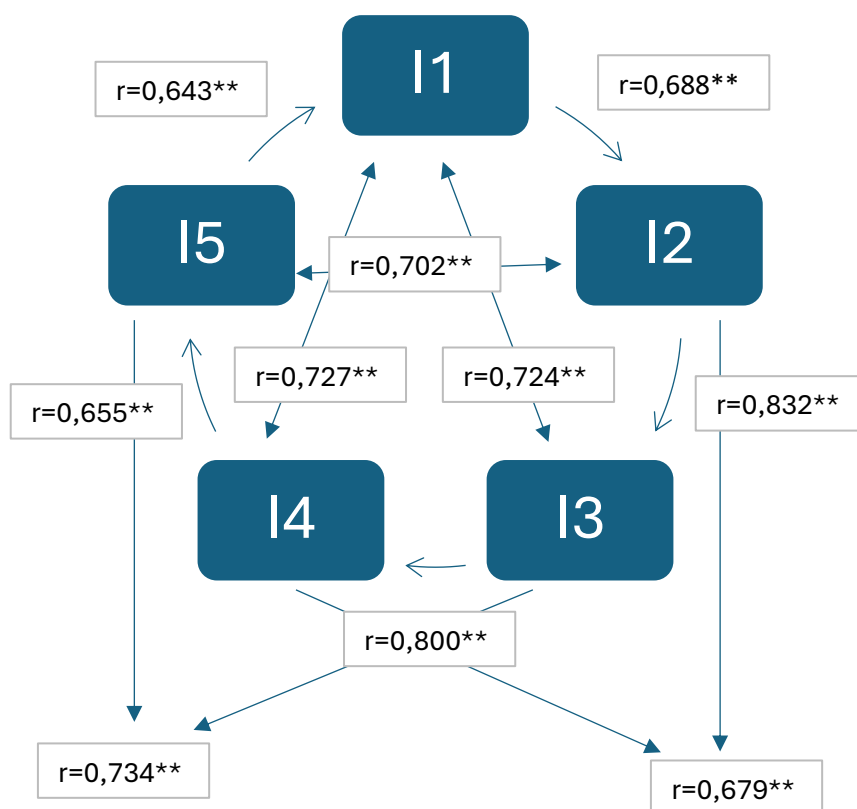 I1
r=0,643**
r=0,688**
I5
I2
r=0,702**
r=0,727**
r=0,724**
r=0,655**
r=0,832**
I4
I3
r=0,800**
r=0,734**
r=0,679**